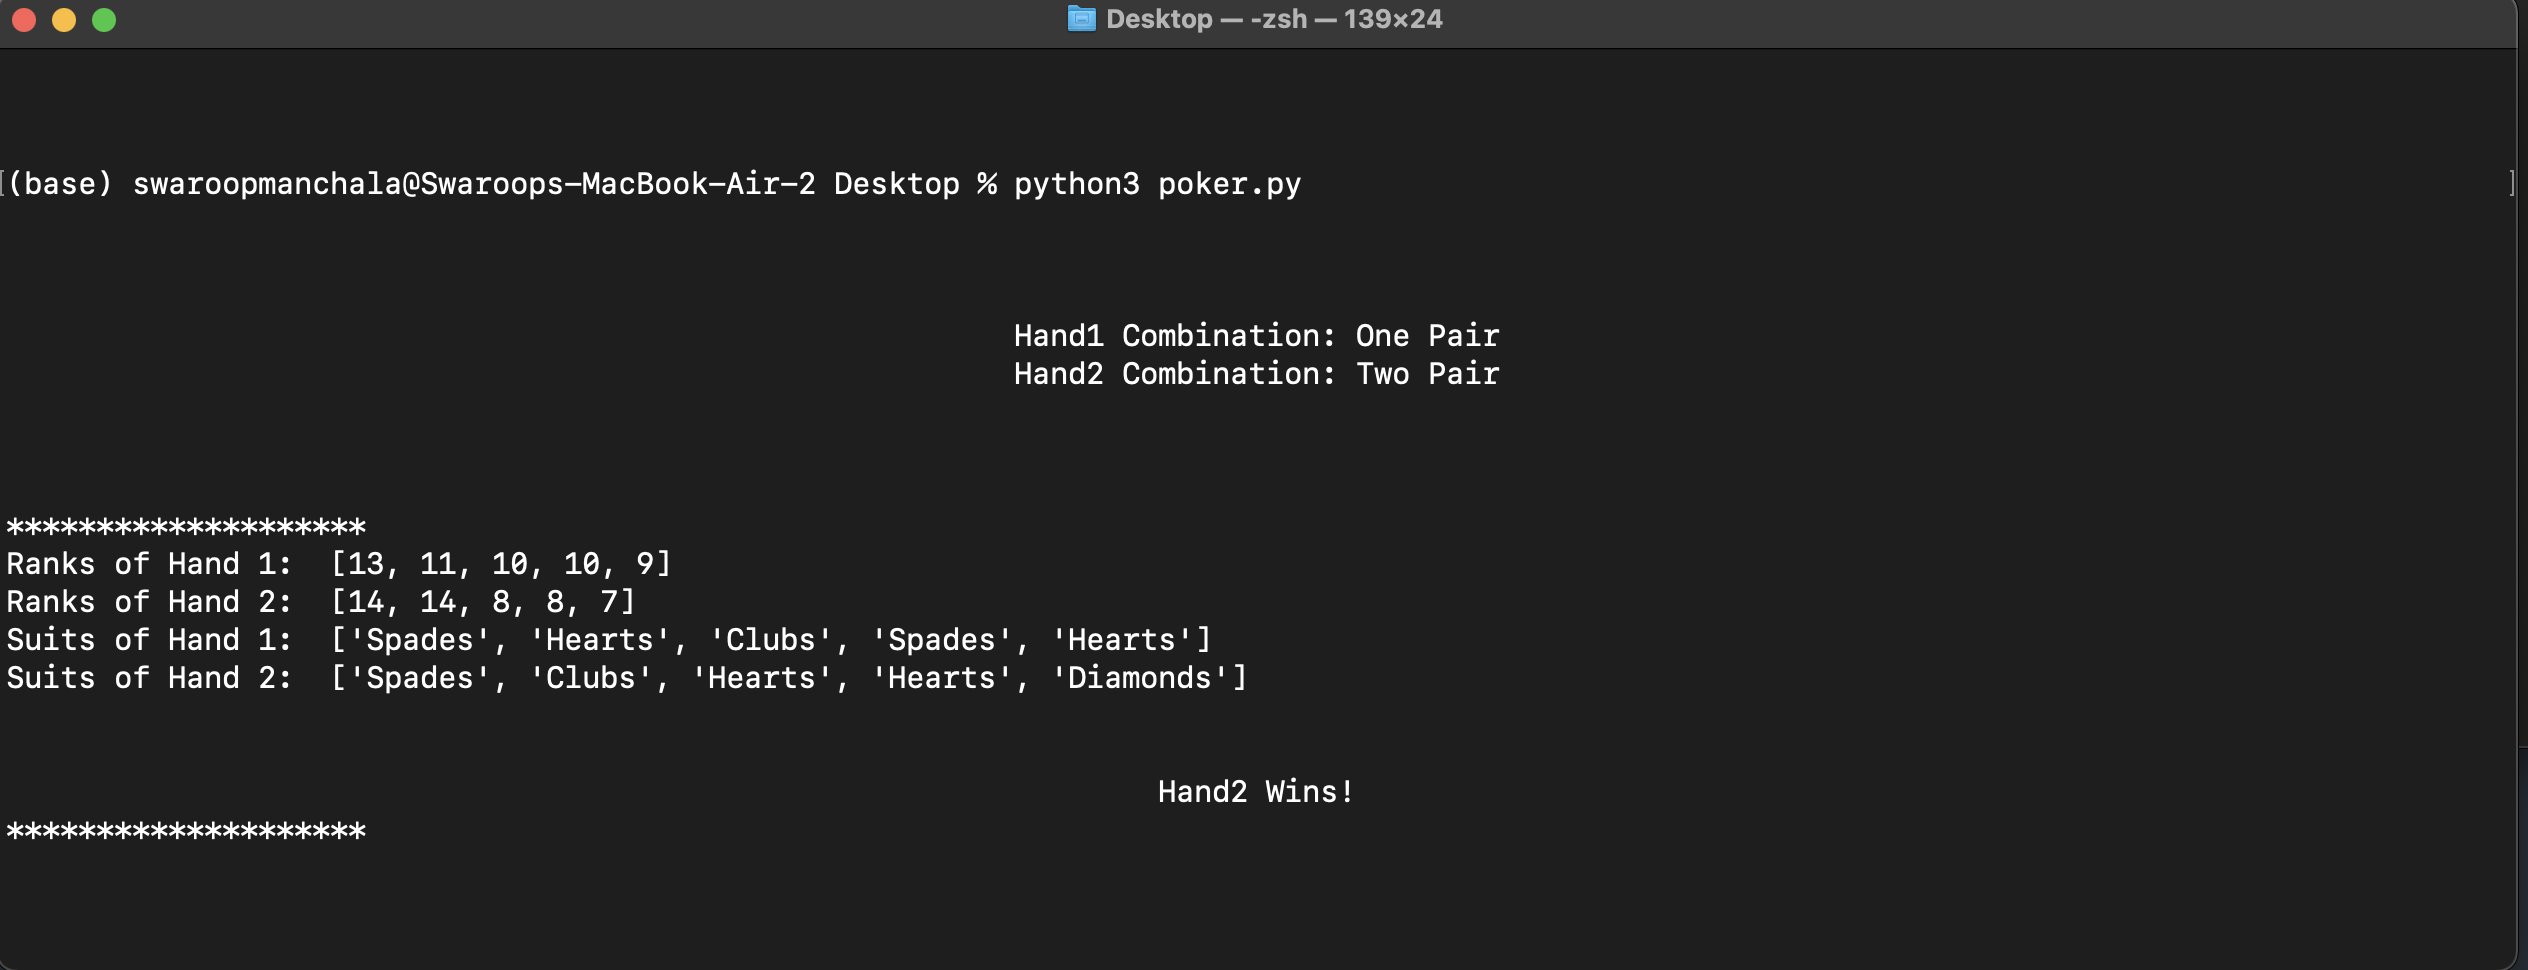 Desktop — -zsh — 139×24
(base) swaroopmanchala@Swaroops-MacBook-Air-2 Desktop % python3 poker.py
Hand1 Combination: One Pair
Hand2 Combination: Two Pair
********************
Ranks of Hand 1:  [13, 11, 10, 10, 9]
Ranks of Hand 2:  [14, 14, 8, 8, 7]
Suits of Hand 1:  ['Spades', 'Hearts', 'Clubs', 'Spades', 'Hearts']
Suits of Hand 2:  ['Spades', 'Clubs', 'Hearts', 'Hearts', 'Diamonds']
Hand2 Wins!
********************